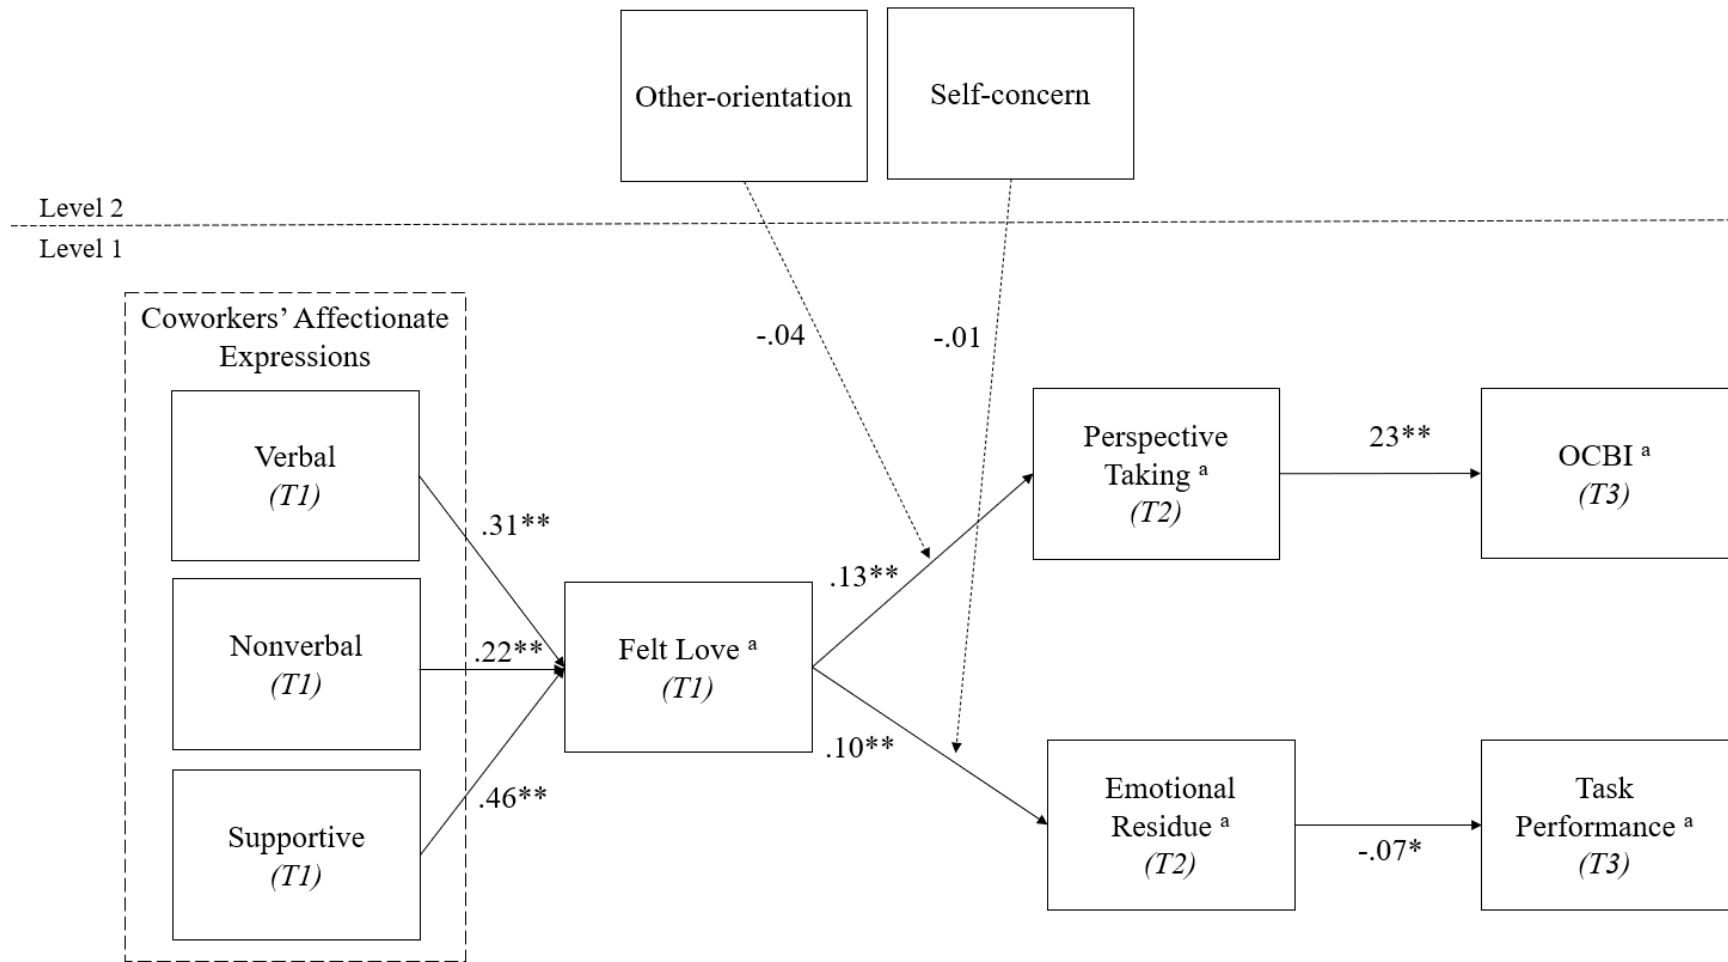 Other-orientation
Self-concern
Level 2
Level 1
Coworkers’ Affectionate
Expressions
-.04
-.01
Verbal
(T1)
.31**
Perspective
Taking a
(T2)
23**
OCBI a
(T3)
Nonverbal
(T1)
.22**
Felt Love a
(T1)
.13**
.10**
Supportive
(T1)
.46**
Emotional
Residue a
(T2)
-.07*
Task
Performance a
(T3)